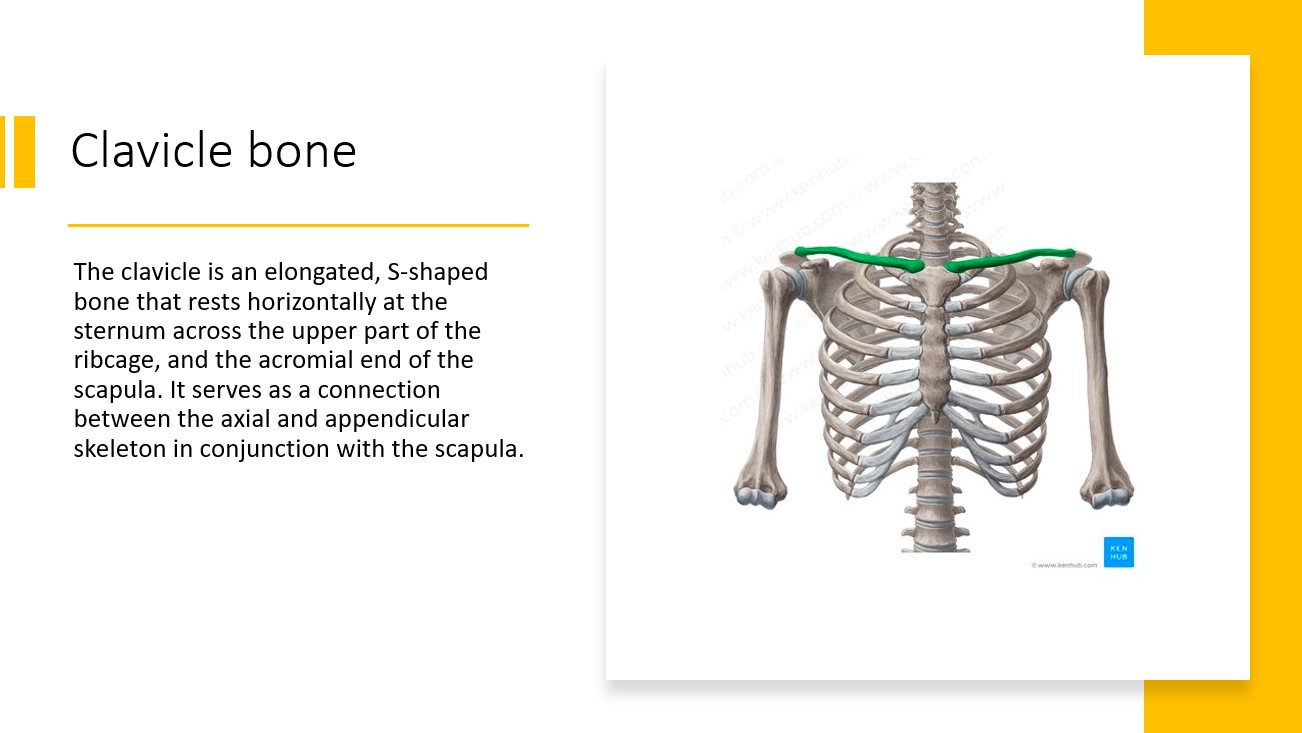 Clavicle bone
The clavicle is an elongated, S-shaped
bone that rests horizontally at the
sternum across the upper part of the
ribcage, and the acromial end of the
scapula. It serves as a connection
between the axial and appendicular
skeleton in conjunction with the scapula.
KEN
HUB
© www.kenhub.com